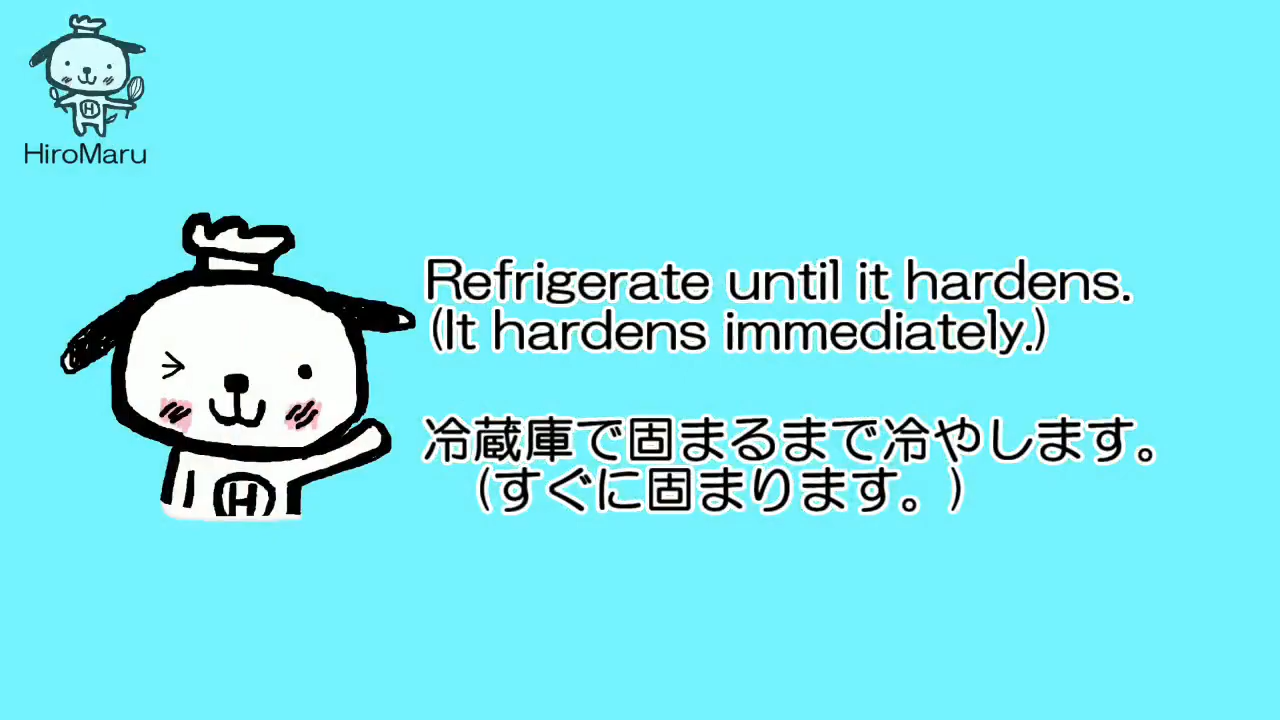 H
HiroMaru
Refrigerate until it hardens.
(It hardens immediately.)
冷蔵庫で固まるまで冷やします。
(すぐに固まります。)
H